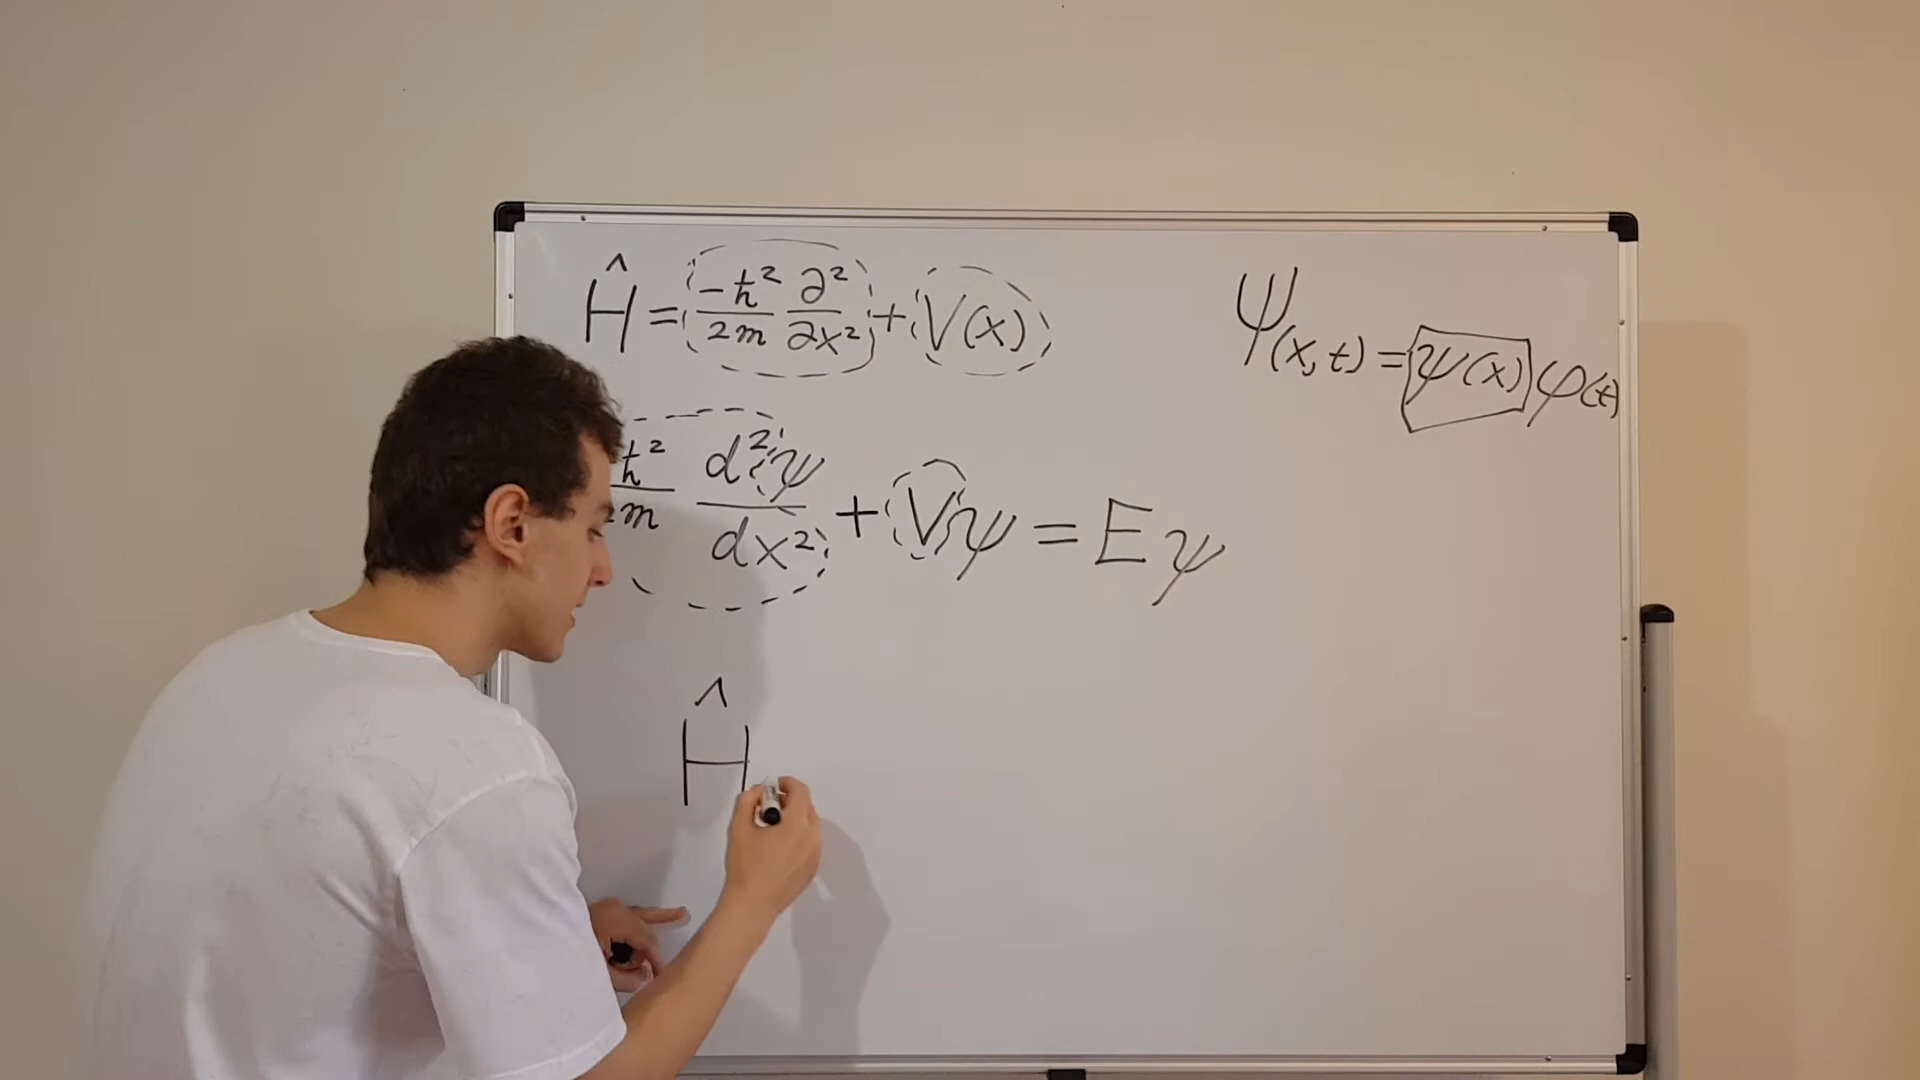 Ĥ = -ħ²/2m ∂²/∂x² + V(x)
Ψ(x,t) = ψ(x) φ(t)
ħ²/2m d²ψ/dx² + Vψ = Eψ
Ĥ